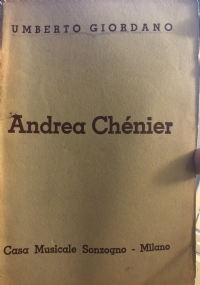 UMBERTO GIORDANO
Andrea Chénier
Casa Musicale Sonzogno - Milano